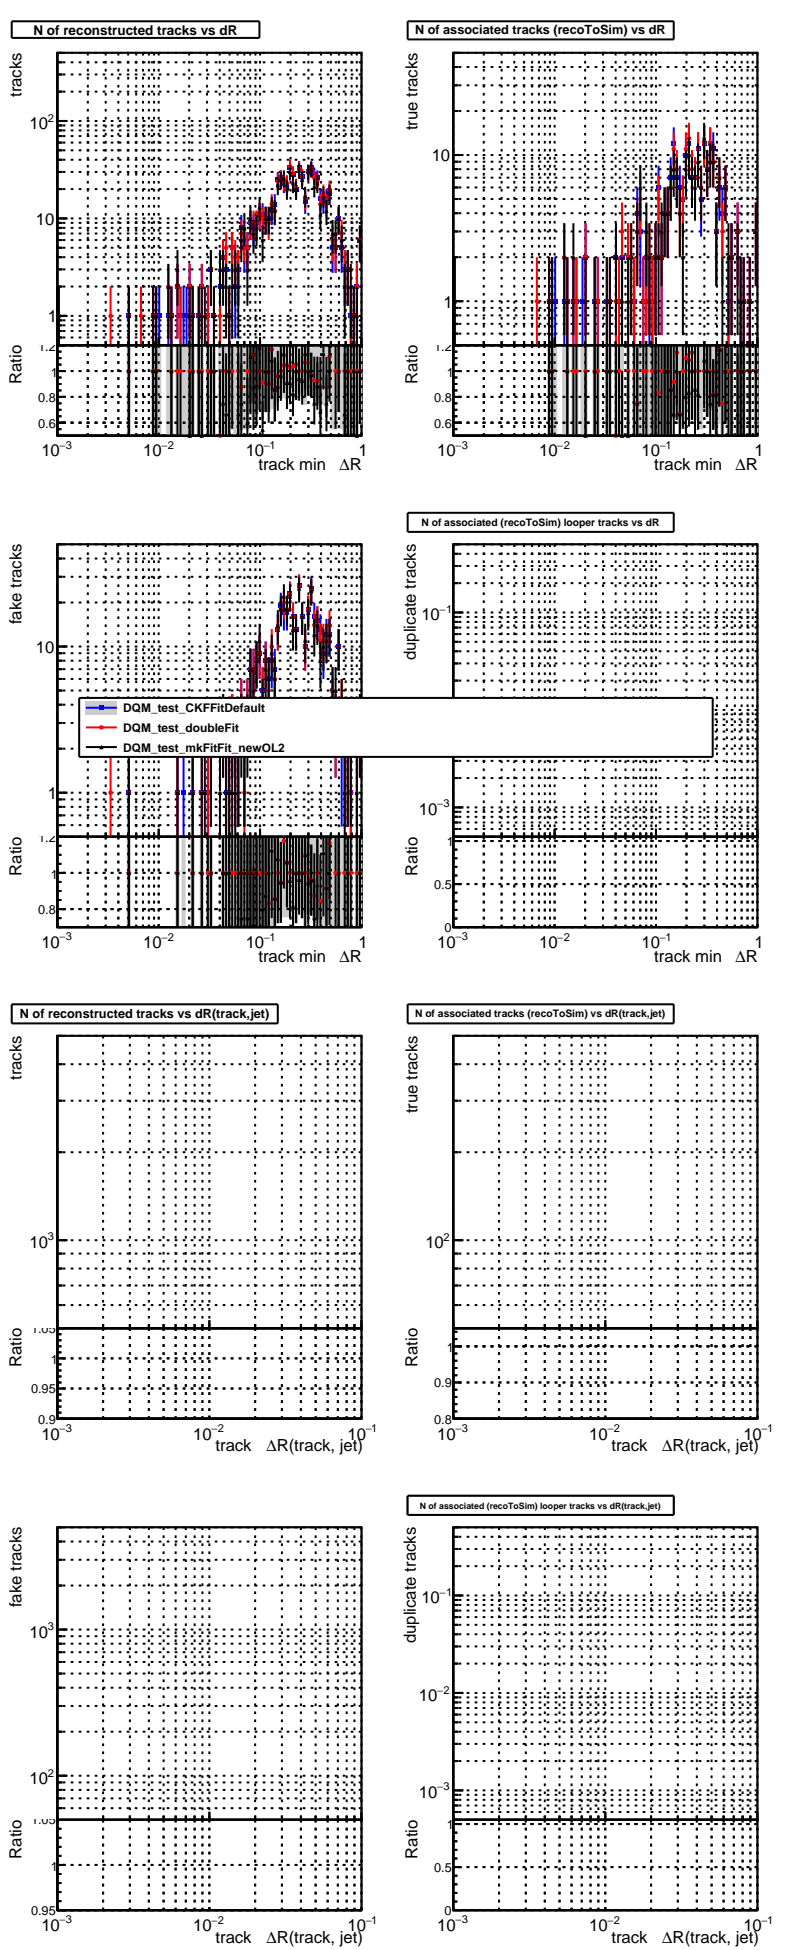 N of reconstructed tracks vs dR
tracks
10²
10
1
1.2
Ratio
1
0.8
0.6
10⁻³ 10⁻² 10⁻¹ 1
track min ΔR
N of associated tracks (recoToSim) vs dR
true tracks
10
1
1.2
Ratio
1
0.8
0.6
10⁻³ 10⁻² 10⁻¹ 1
track min ΔR
fake tracks
10
1
1.2
Ratio
1
0.8
10⁻³ 10⁻² 10⁻¹ 1
track min ΔR
N of associated (recoToSim) looper tracks vs dR
duplicate tracks
10⁻¹
10⁻³
Ratio
1
0.5
0
10⁻³ 10⁻² 10⁻¹ 1
track min ΔR
DQM_test_CKFFitDefault
DQM_test_doubleFit
DQM_test_mkFitFit_newOL2
N of reconstructed tracks vs dR(track,jet)
tracks
10³
1.05
Ratio
1
0.95
0.9
10⁻³ 10⁻² 10⁻¹
track ΔR(track, jet)
N of associated tracks (recoToSim) vs dR(track,jet)
true tracks
10²
Ratio
1
0.9
0.8
10⁻³ 10⁻² 10⁻¹
track ΔR(track, jet)
fake tracks
10³
10²
1.05
Ratio
1
0.95
10⁻³ 10⁻² 10⁻¹
track ΔR(track, jet)
N of associated (recoToSim) looper tracks vs dR(track,jet)
duplicate tracks
10⁻¹
10⁻²
10⁻³
Ratio
1
0.5
0
10⁻³ 10⁻² 10⁻¹
track ΔR(track, jet)